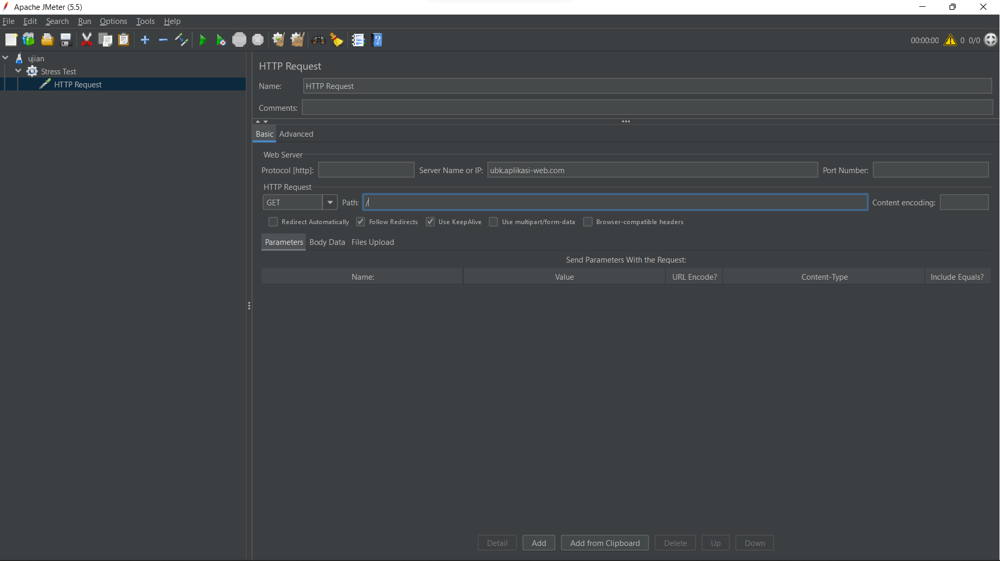 Apache JMeter (5.5)
File Edit Search Run Options Tools Help
STOP ? 00:00:00 0 0/0
ujian
Stress Test
HTTP Request
HTTP Request
Name: HTTP Request
Comments:
Basic Advanced
Web Server
Protocol [http]: Server Name or IP: ubk.aplikasi-web.com Port Number:
HTTP Request
GET Path: / Content encoding:
Redirect Automatically Follow Redirects Use KeepAlive Use multipart/form-data Browser-compatible headers
Parameters Body Data Files Upload
Send Parameters With the Request:
Name: Value URL Encode? Content-Type Include Equals?
Detail Add Add from Clipboard Delete Up Down